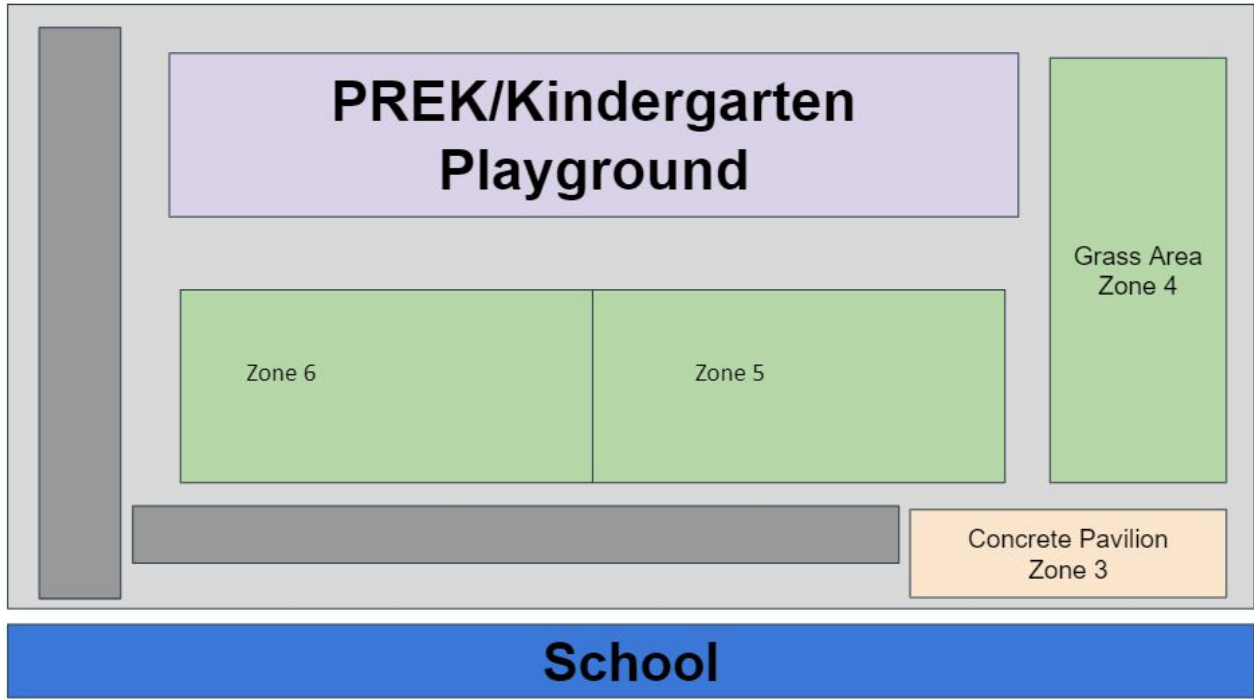 PREK/Kindergarten
Playground
Grass Area
Zone 4
Zone 6
Zone 5
Concrete Pavilion
Zone 3
School